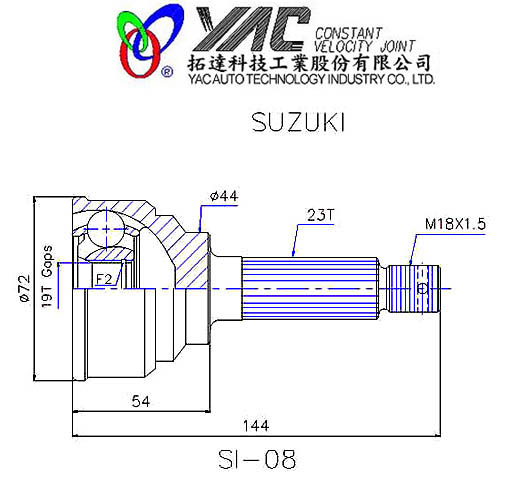 YAC CONSTANT
VELOCITY JOINT
拓達科技工業股份有限公司
YAC AUTO TECHNOLOGY INDUSTRY CO., LTD.
®
SUZUKI
ø44
23T
M18X1.5
ø72
19T Gaps
F2
54
144
SI-08